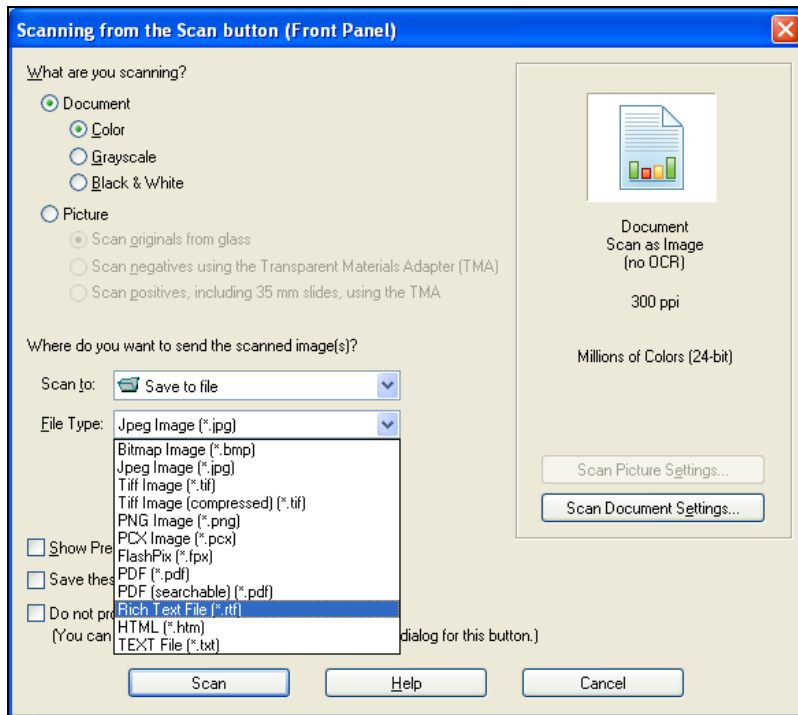 Scanning from the Scan button (Front Panel)
What are you scanning?
Document
Color
Grayscale
Black & White
Picture
Scan originals from glass
Scan negatives using the Transparent Materials Adapter (TMA)
Scan positives, including 35 mm slides, using the TMA
Where do you want to send the scanned image(s)?
Scan to: Save to file
File Type: Jpeg Image (*.jpg)
Bitmap Image (*.bmp)
Jpeg Image (*.jpg)
Tiff Image (*.tif)
Tiff Image (compressed) (*.tif)
PNG Image (*.png)
PCX Image (*.pcx)
FlashPix (*.fpx)
PDF (*.pdf)
PDF (searchable) (*.pdf)
Rich Text File (*.rtf)
HTML (*.htm)
TEXT File (*.txt)
Show Pre
Save thes
Do not pr
(You can dialog for this button.)
Document
Scan as Image
(no OCR)
300 ppi
Millions of Colors (24-bit)
Scan Picture Settings...
Scan Document Settings...
Scan Help Cancel